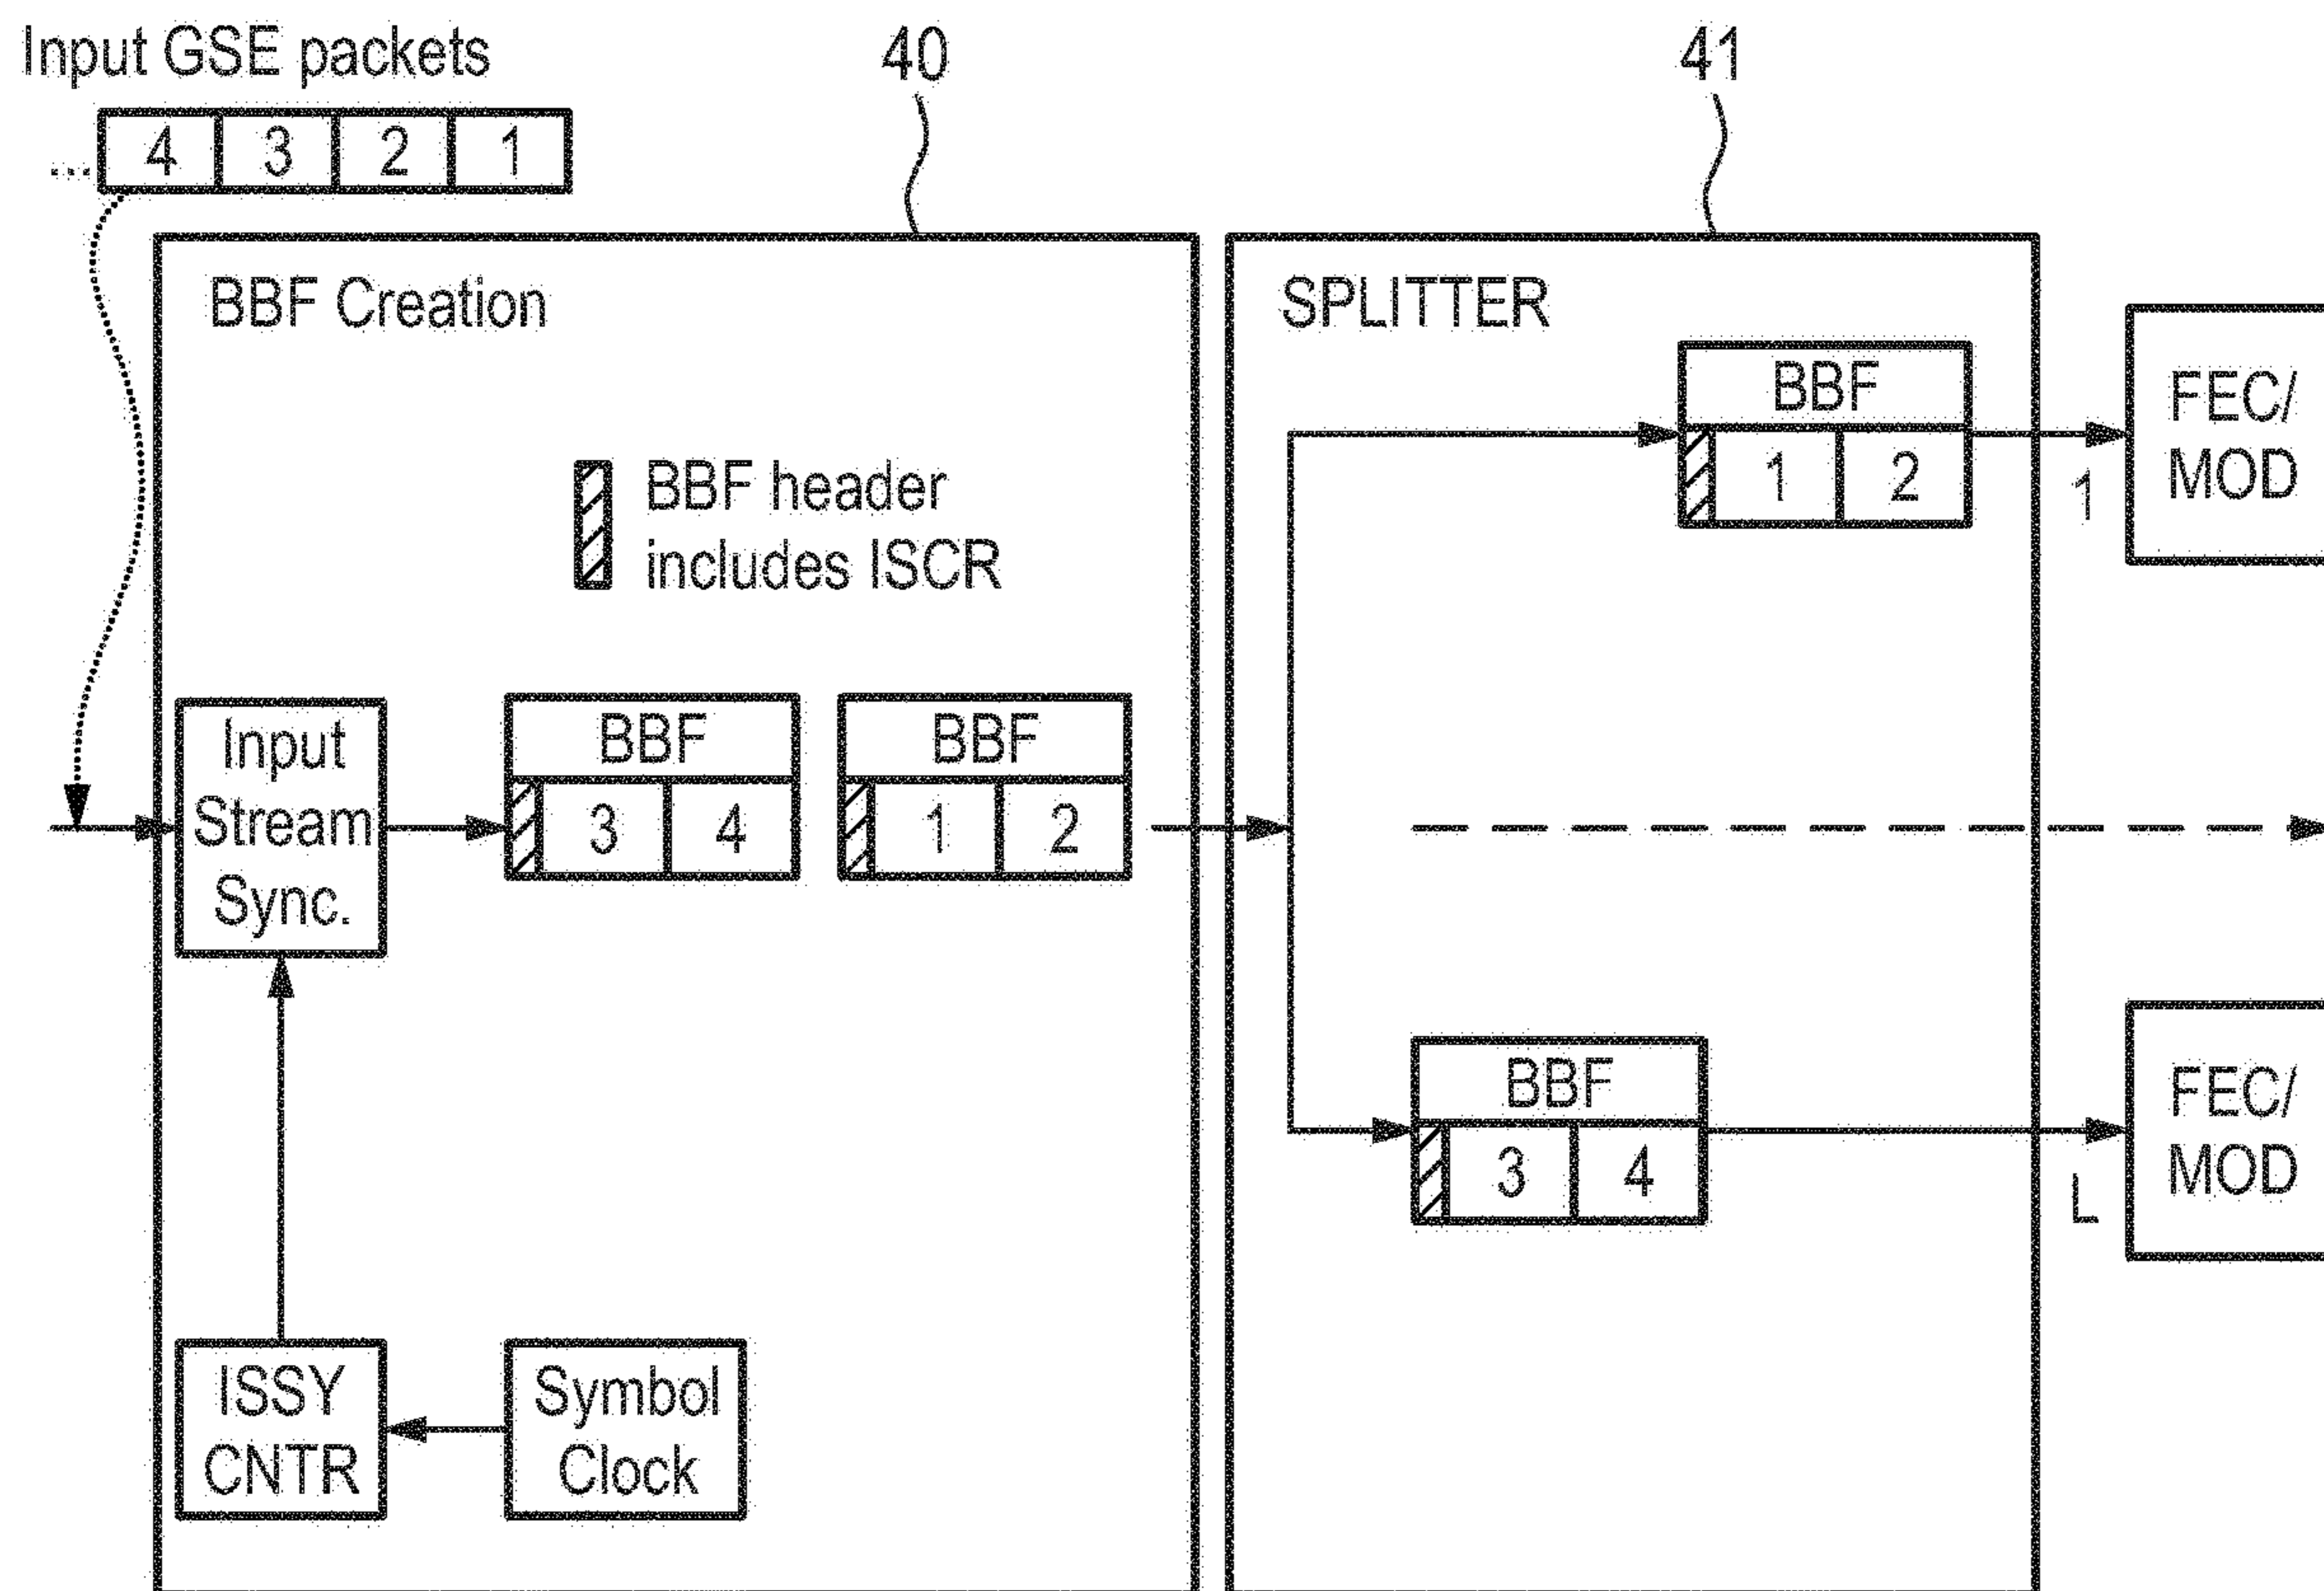 Input GSE packets
40
41
... 4 3 2 1
BBF Creation
SPLITTER
BBF
1 2
1
FEC/
MOD
BBF header
includes ISCR
Input
Stream
Sync.
BBF
3 4
BBF
1 2
BBF
3 4
L
FEC/
MOD
ISSY
CNTR
Symbol
Clock